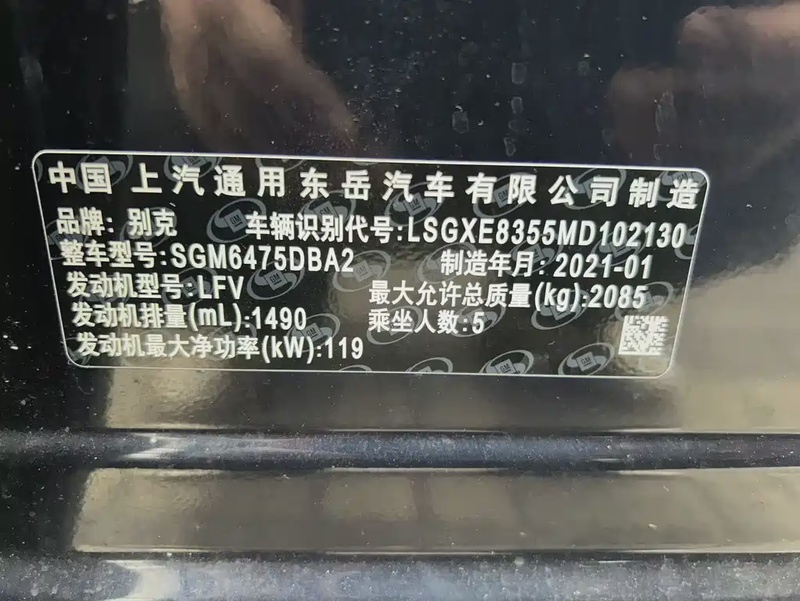 中国 上汽通用东岳汽车有限公司制造
品牌: 别克 车辆识别代号:LSGXE8355MD102130
整车型号:SGM6475DBA2 制造年月: 2021-01
发动机型号:LFV 最大允许总质量(kg):2085
发动机排量(mL):1490 乘坐人数:5
发动机最大净功率(kW):119